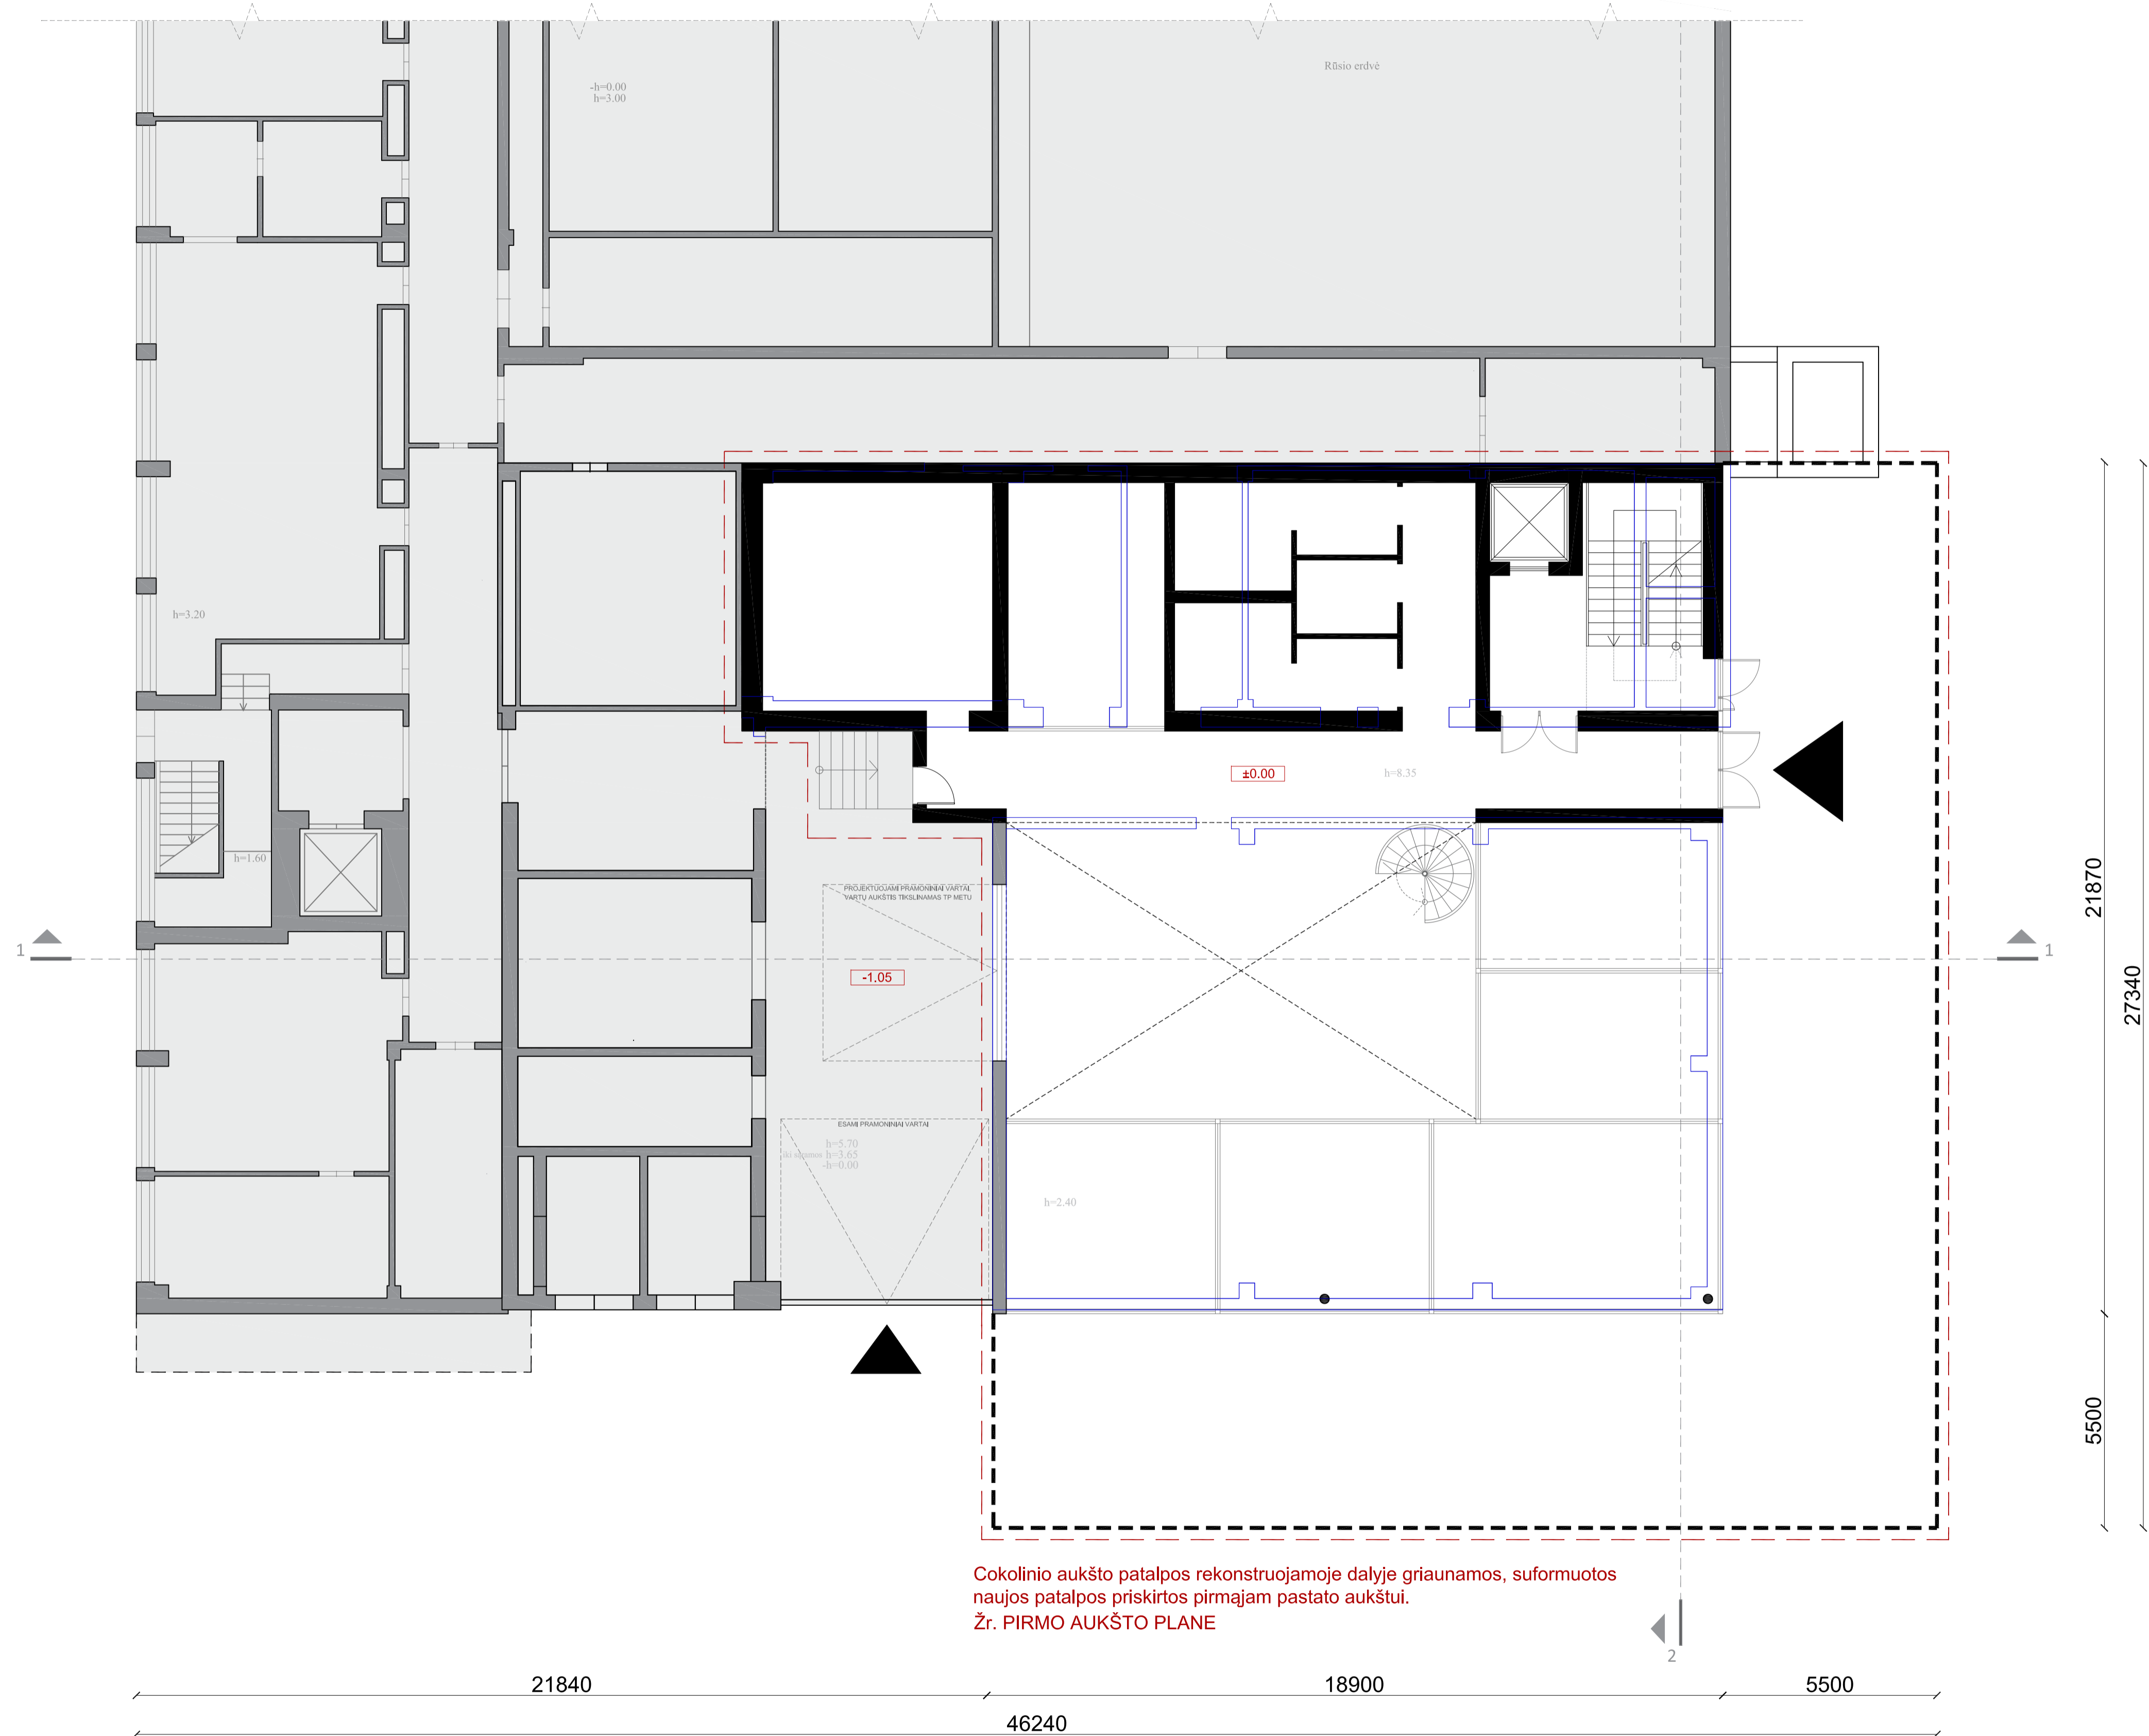 Rūsio erdvė
-h=0.00
h=3.00
h=3.20
±0.00
h=8.35
h=1.60
PROJEKTUOJAMI PRAMONINIAI VARTAI,
VARTŲ AUKŠTIS TIKSLINAMAS TP METU
21870
1
1
-1.05
27340
ESAMI PRAMONINIAI VARTAI
h=5.70
h=3.65
-h=0.00
h=2.40
5500
Cokolinio aukšto patalpos rekonstruojamoje dalyje griaunamos, suformuotos
naujos patalpos priskirtos pirmąjam pastato aukštui.
Žr. PIRMO AUKŠTO PLANE
2
21840
18900
5500
46240